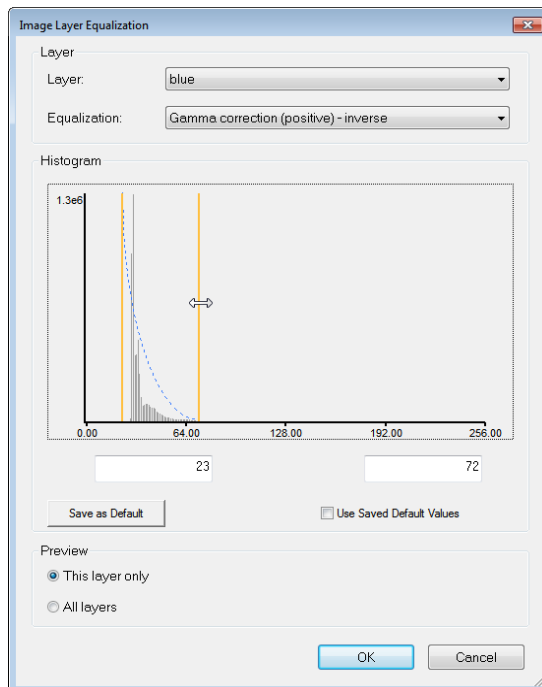 Image Layer Equalization
Layer
Layer: blue
Equalization: Gamma correction (positive) - inverse
Histogram
1.3e6
0.00 64.00 128.00 192.00 256.00
23 72
Save as Default Use Saved Default Values
Preview
This layer only
All layers
OK Cancel